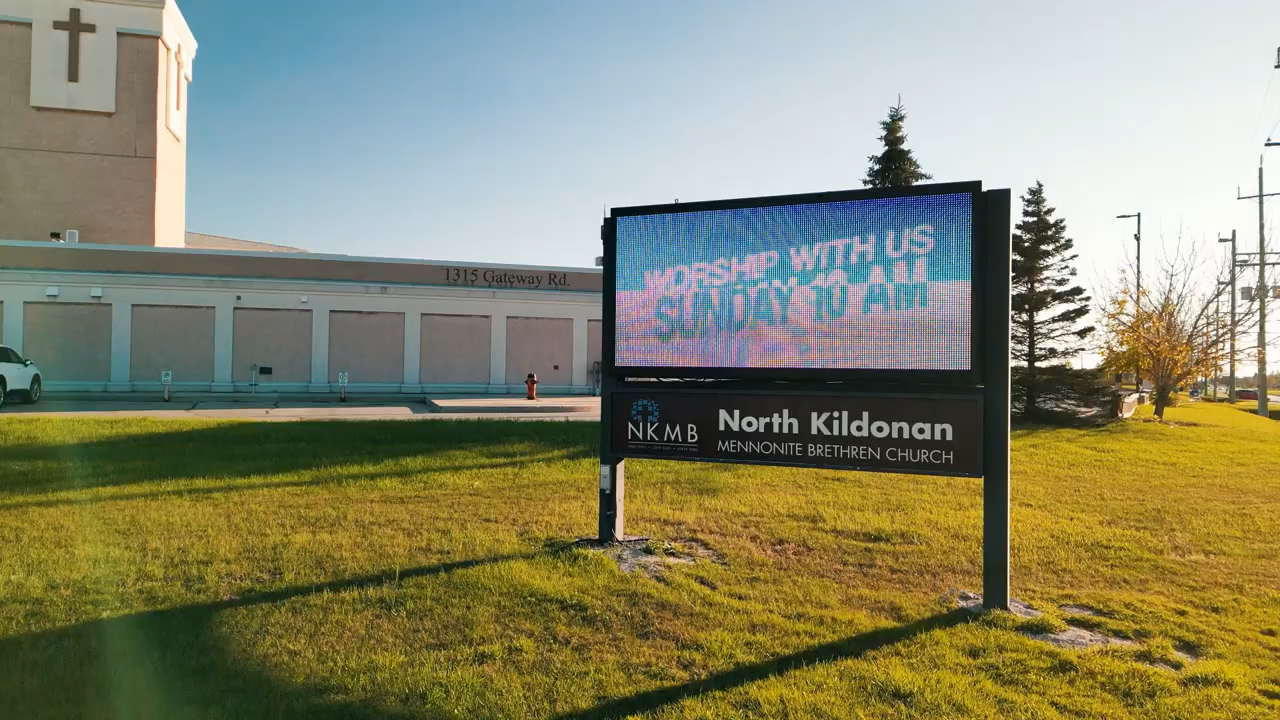 1315 Gateway Rd.
WORSHIP WITH US
SUNDAY 10 AM
NKMB
North Kildonan
MENNONITE BRETHREN CHURCH